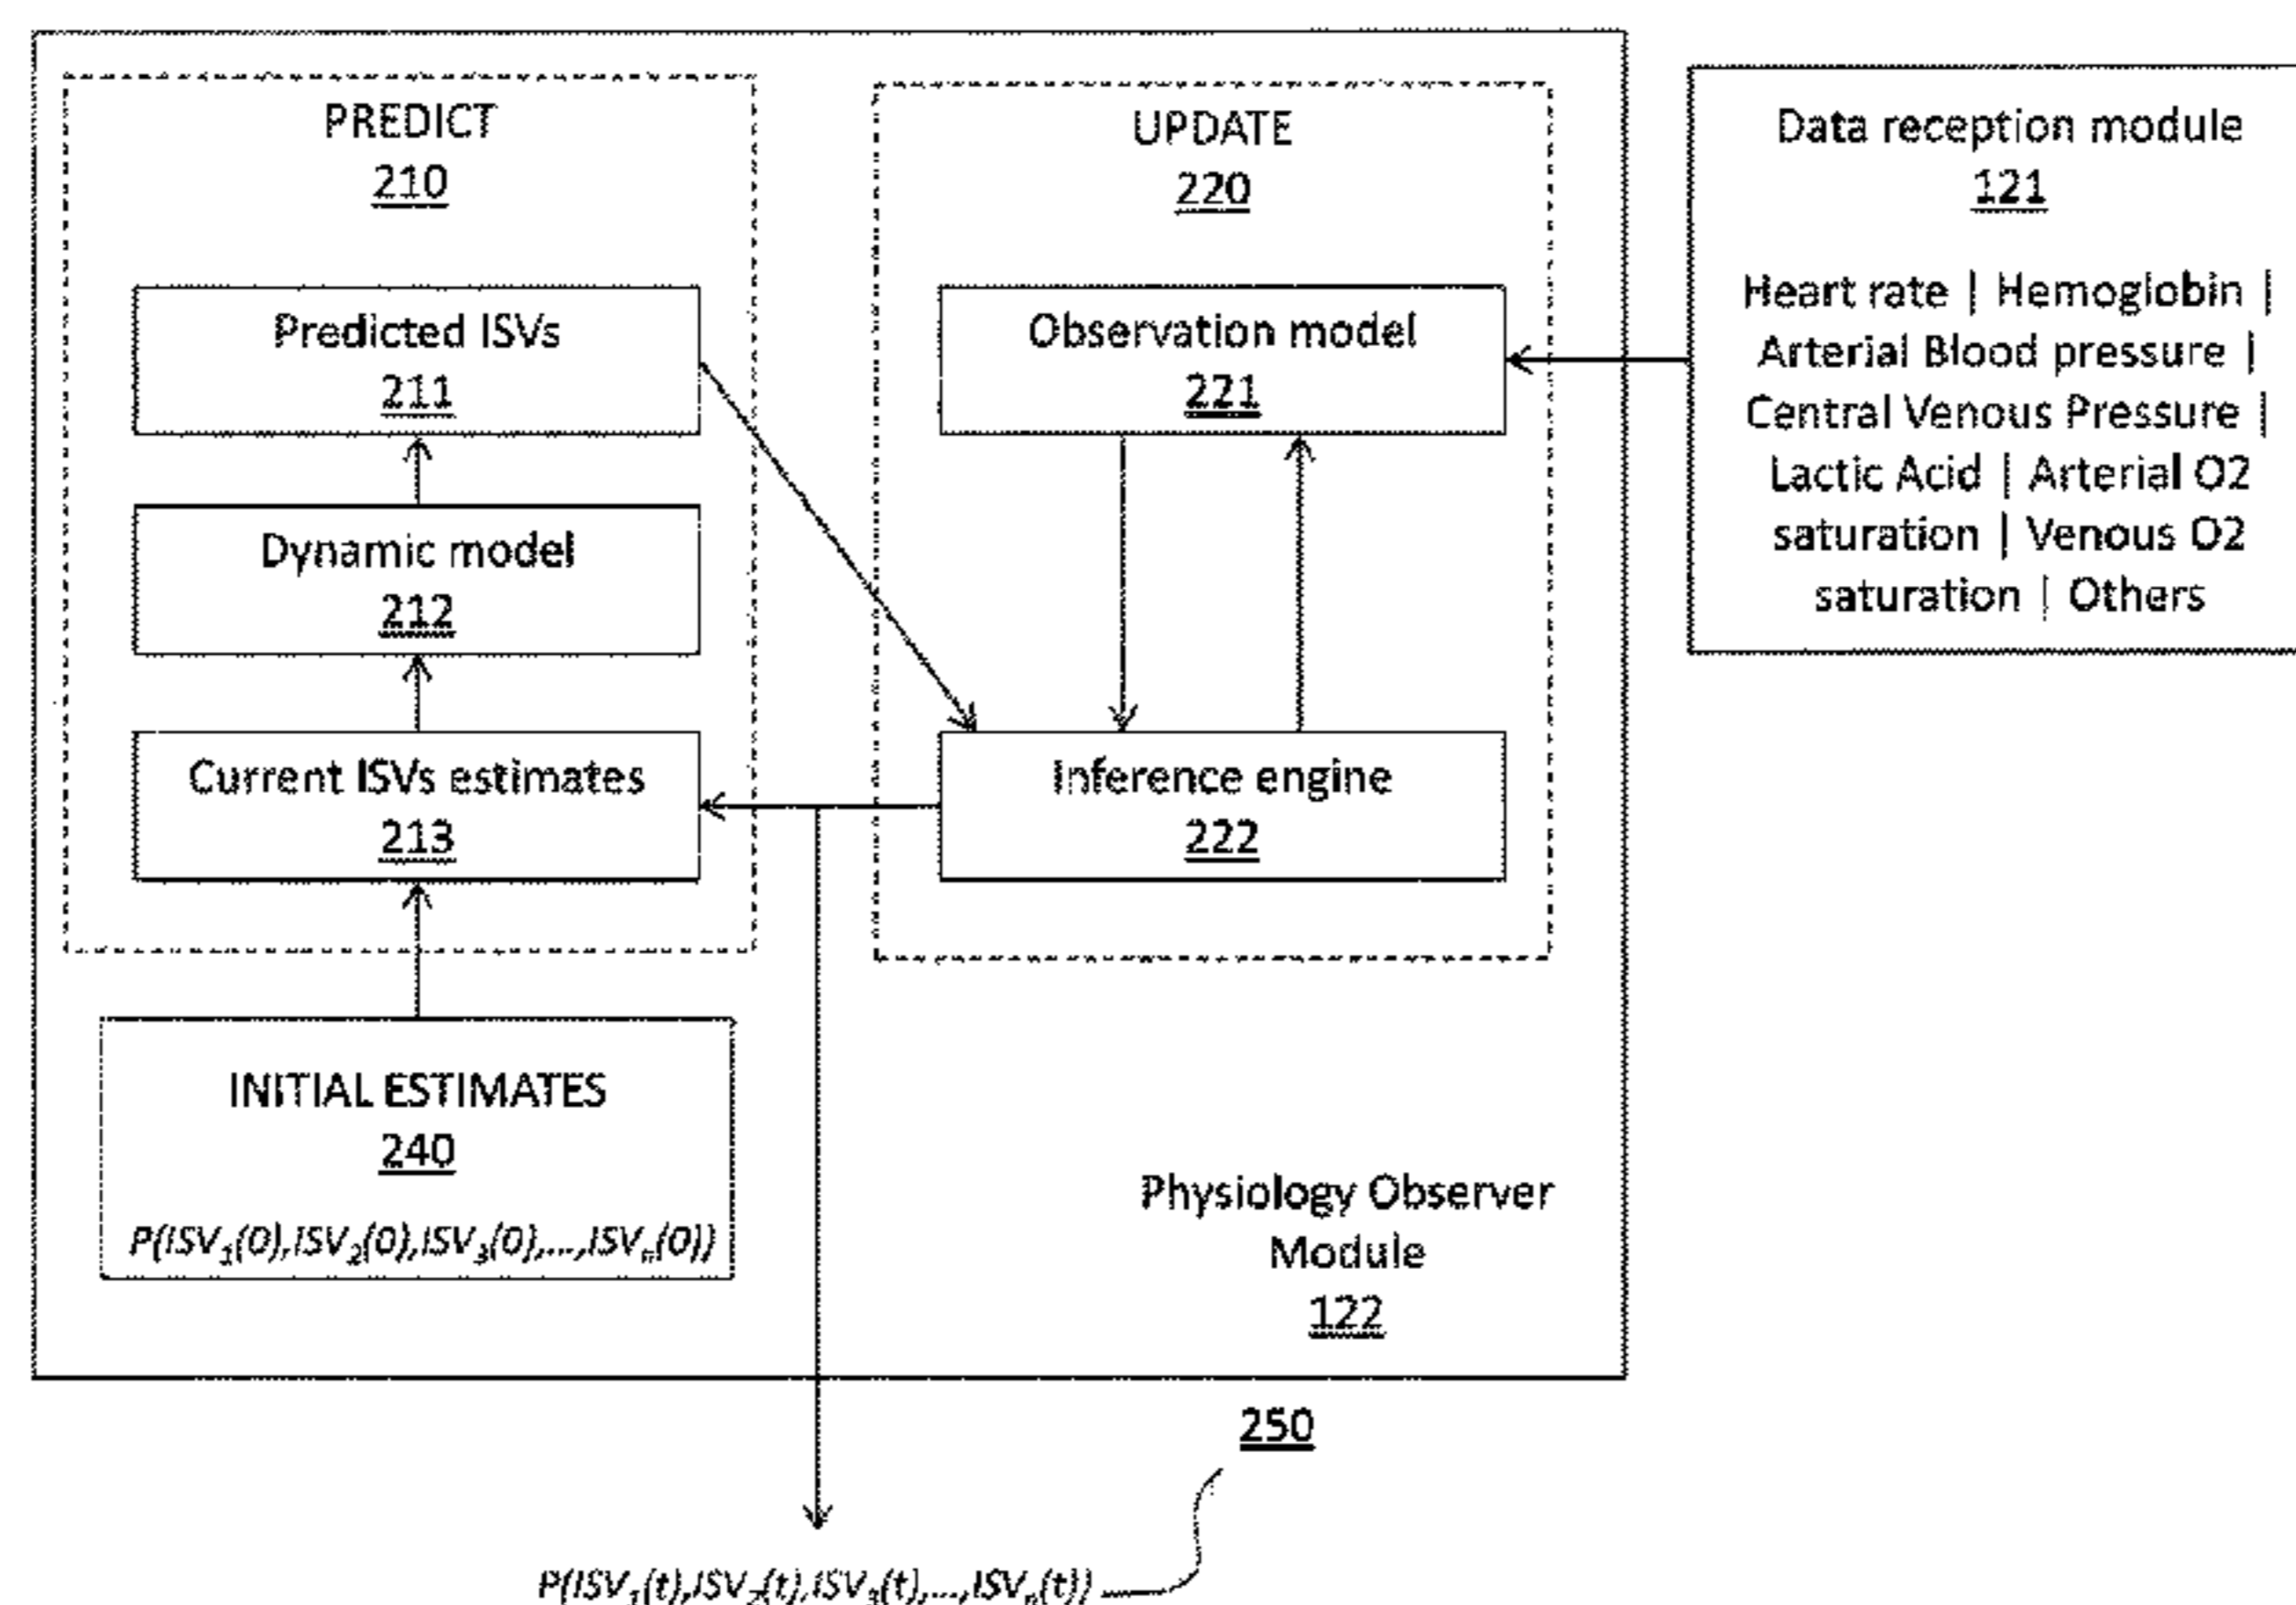 PREDICT
210
Predicted ISVs
211
Dynamic model
212
Current ISVs estimates
213
INITIAL ESTIMATES
240
P(ISV1(0),ISV2(0),ISV3(0),...,ISVn(0))
UPDATE
220
Observation model
221
Inference engine
222
Physiology Observer
Module
122
Data reception module
121
Heart rate | Hemoglobin |
Arterial Blood pressure |
Central Venous Pressure |
Lactic Acid | Arterial O2
saturation | Venous O2
saturation | Others
250
P(ISV1(t),ISV2(t),ISV3(t),...,ISVn(t))